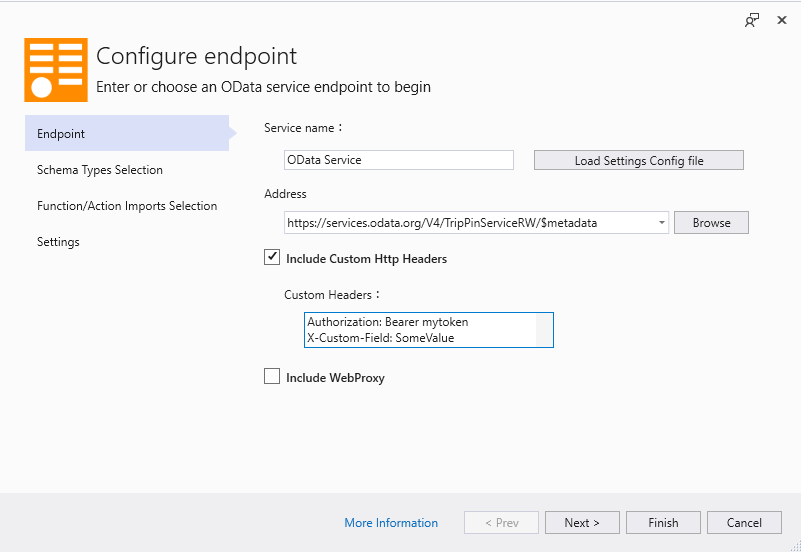 Configure endpoint
Enter or choose an OData service endpoint to begin
Endpoint
Schema Types Selection
Function/Action Imports Selection
Settings
Service name :
OData Service
Load Settings Config file
Address
https://services.odata.org/V4/TripPinServiceRW/$metadata
Browse
Include Custom Http Headers
Custom Headers :
Authorization: Bearer mytoken
X-Custom-Field: SomeValue
Include WebProxy
More Information
< Prev
Next >
Finish
Cancel